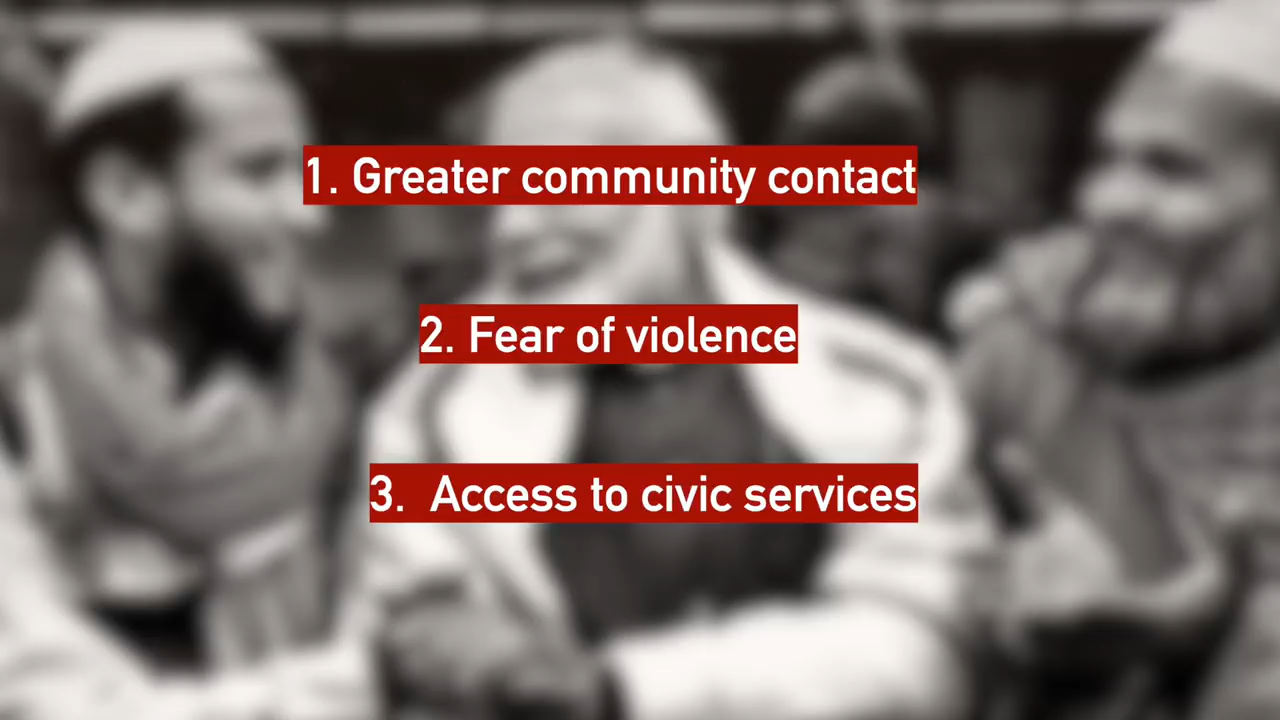 1. Greater community contact
2. Fear of violence
3. Access to civic services